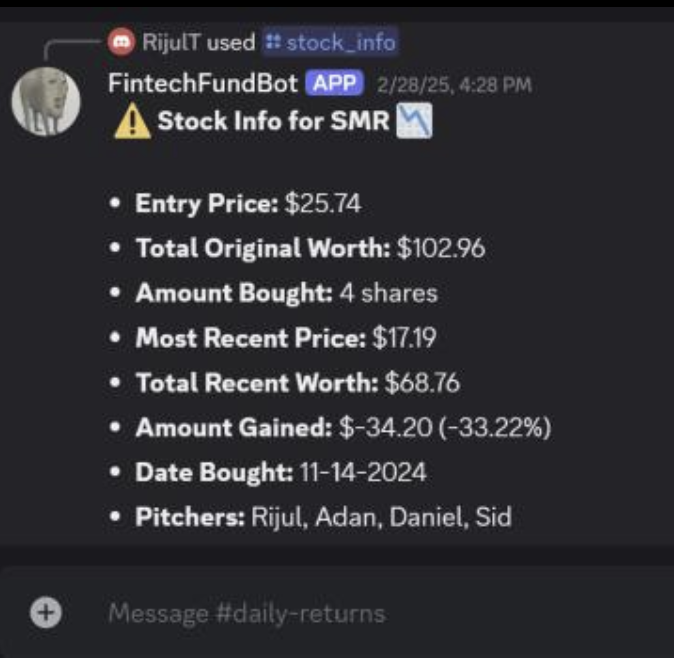 RijulT used stock_info
FintechFundBot APP 2/28/25, 4:28 PM
Stock Info for SMR
• Entry Price: $25.74
• Total Original Worth: $102.96
• Amount Bought: 4 shares
• Most Recent Price: $17.19
• Total Recent Worth: $68.76
• Amount Gained: $-34.20 (-33.22%)
• Date Bought: 11-14-2024
• Pitchers: Rijul, Adan, Daniel, Sid
Message #daily-returns